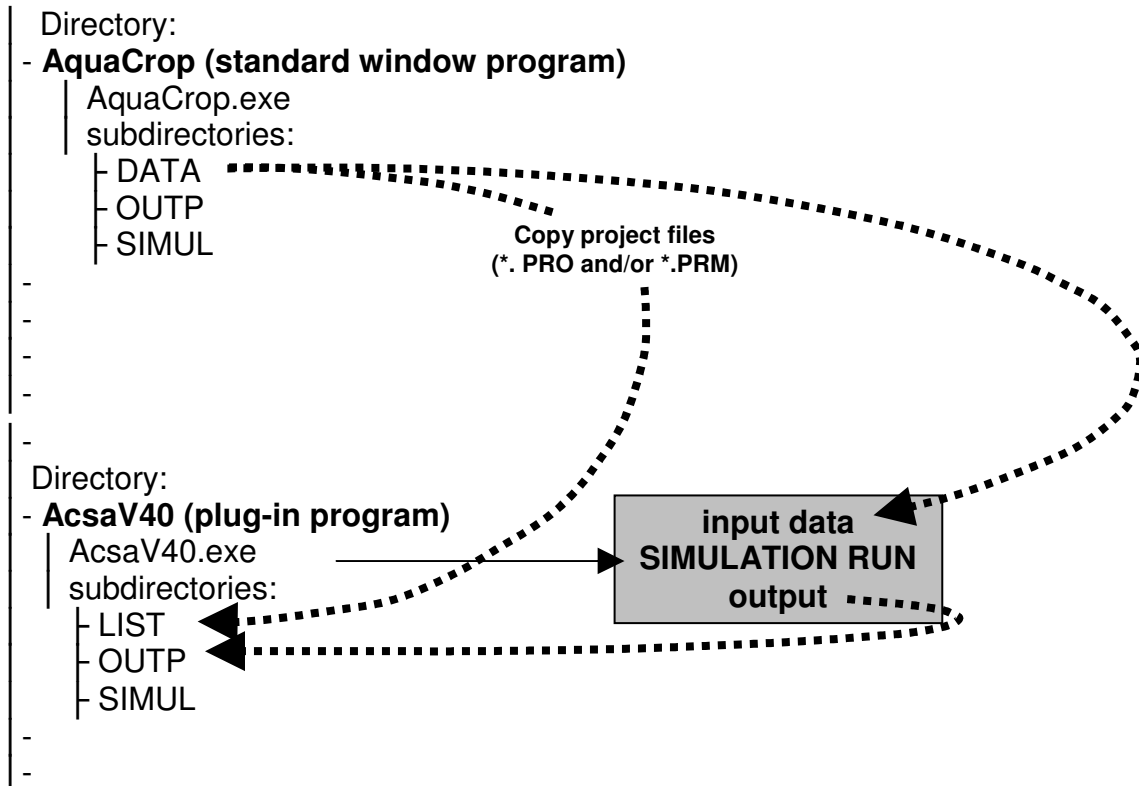 Directory:
- AquaCrop (standard window program)
AquaCrop.exe
subdirectories:
- DATA
- OUTP
- SIMUL
Copy project files
(*. PRO and/or *.PRM)
-
-
-
-
-
Directory:
- AcsaV40 (plug-in program)
AcsaV40.exe
subdirectories:
- LIST
- OUTP
- SIMUL
-
-
input data
SIMULATION RUN
output